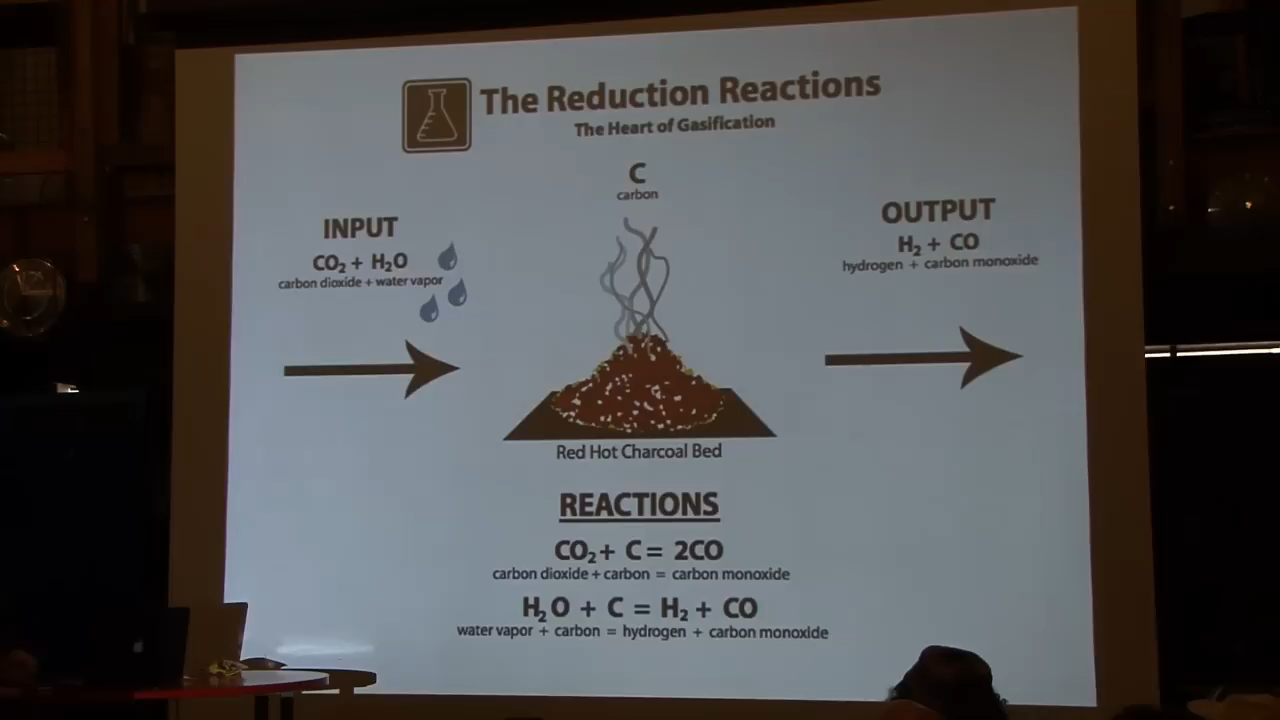 The Reduction Reactions
The Heart of Gasification
C
carbon
INPUT
CO₂ + H₂O
carbon dioxide + water vapor
OUTPUT
H₂ + CO
hydrogen + carbon monoxide
Red Hot Charcoal Bed
REACTIONS
CO₂ + C = 2CO
carbon dioxide + carbon = carbon monoxide
H₂O + C = H₂ + CO
water vapor + carbon = hydrogen + carbon monoxide